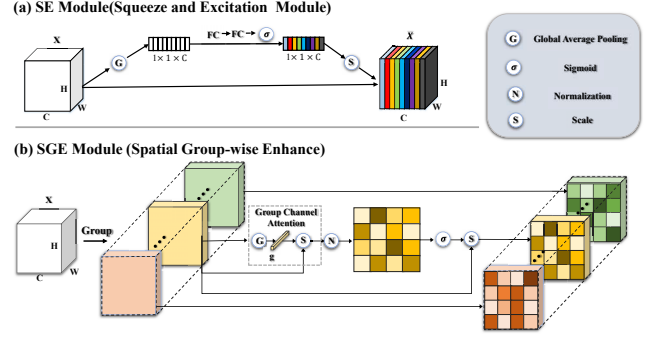 (a) SE Module(Squeeze and Excitation Module)
X
H
W
C
G
1× 1 × C
FC→FC→ σ
1× 1 × C
S
X̃
H
W
C
G Global Average Pooling
σ Sigmoid
N Normalization
S Scale
(b) SGE Module (Spatial Group-wise Enhance)
X
H
W
C
Group
Group Channel
Attention
G
g
S
N
σ
S